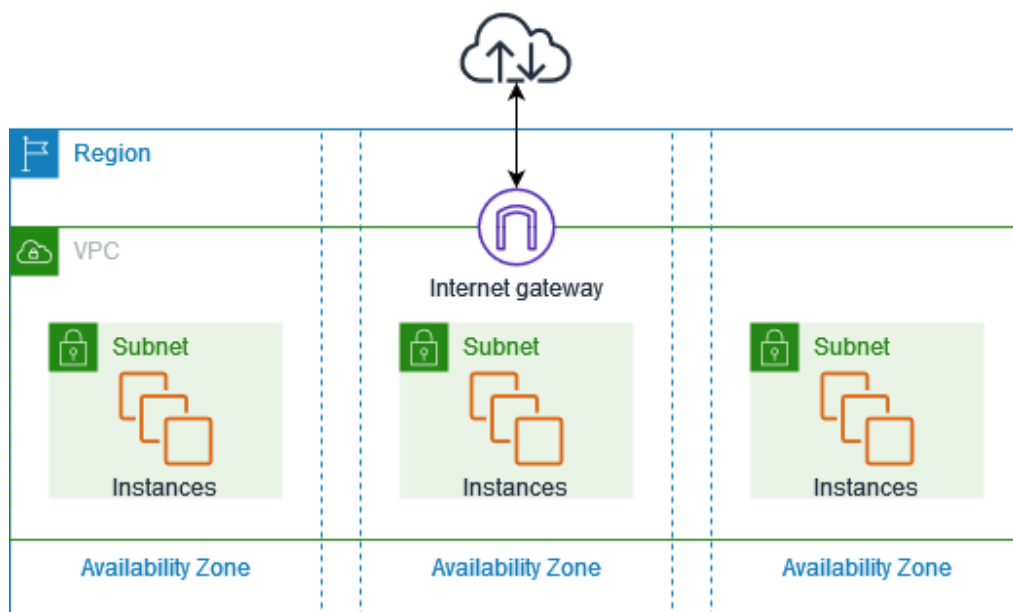 Region
VPC
Internet gateway
Subnet
Subnet
Subnet
Instances
Instances
Instances
Availability Zone
Availability Zone
Availability Zone